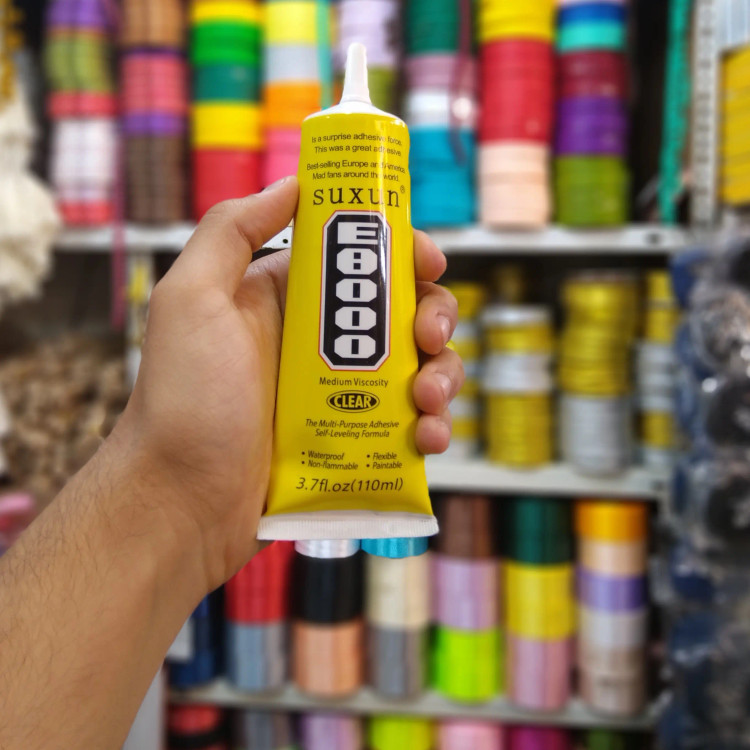 Is a surprise adhesive force.
This was a great adhesive.
Best-selling Europe and America
Mad fans around the world.
suxun®
E8000
Medium Viscosity
CLEAR
The Multi-Purpose Adhesive
Self-Leveling Formula
• Waterproof • Flexible
• Non-flammable • Paintable
3.7fl.oz(110ml)